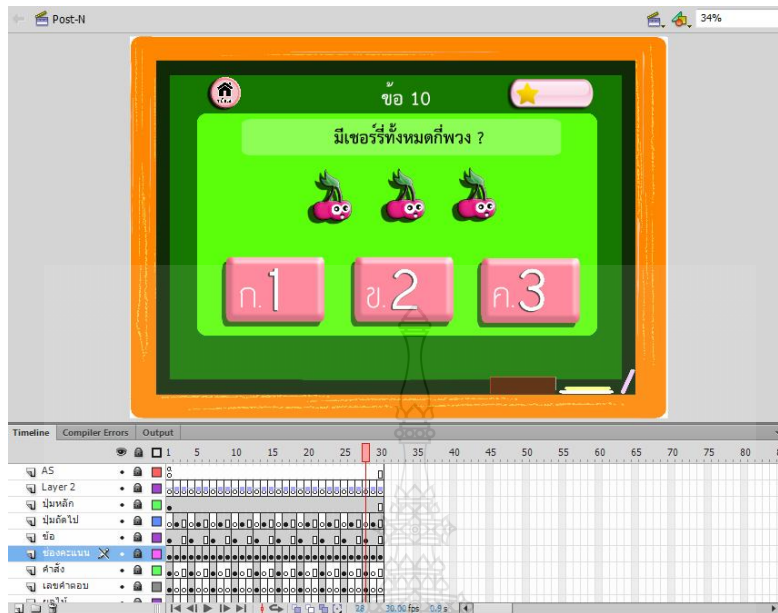 Post-N
34%
ข้อ 10
มีเชอร์รี่ทั้งหมดกี่พวง ?
ก.1
ข.2
ค.3
Timeline Compiler Errors Output
1 5 10 15 20 25 30 35 40 45 50 55 60 65 70 75 80
AS
Layer 2
ปุ่มหลัก
ปุ่มถัดไป
ข้อ
ช่องคะแนน
คำสั่ง
เลขคำตอบ
28 30.00 fps 0.9 s